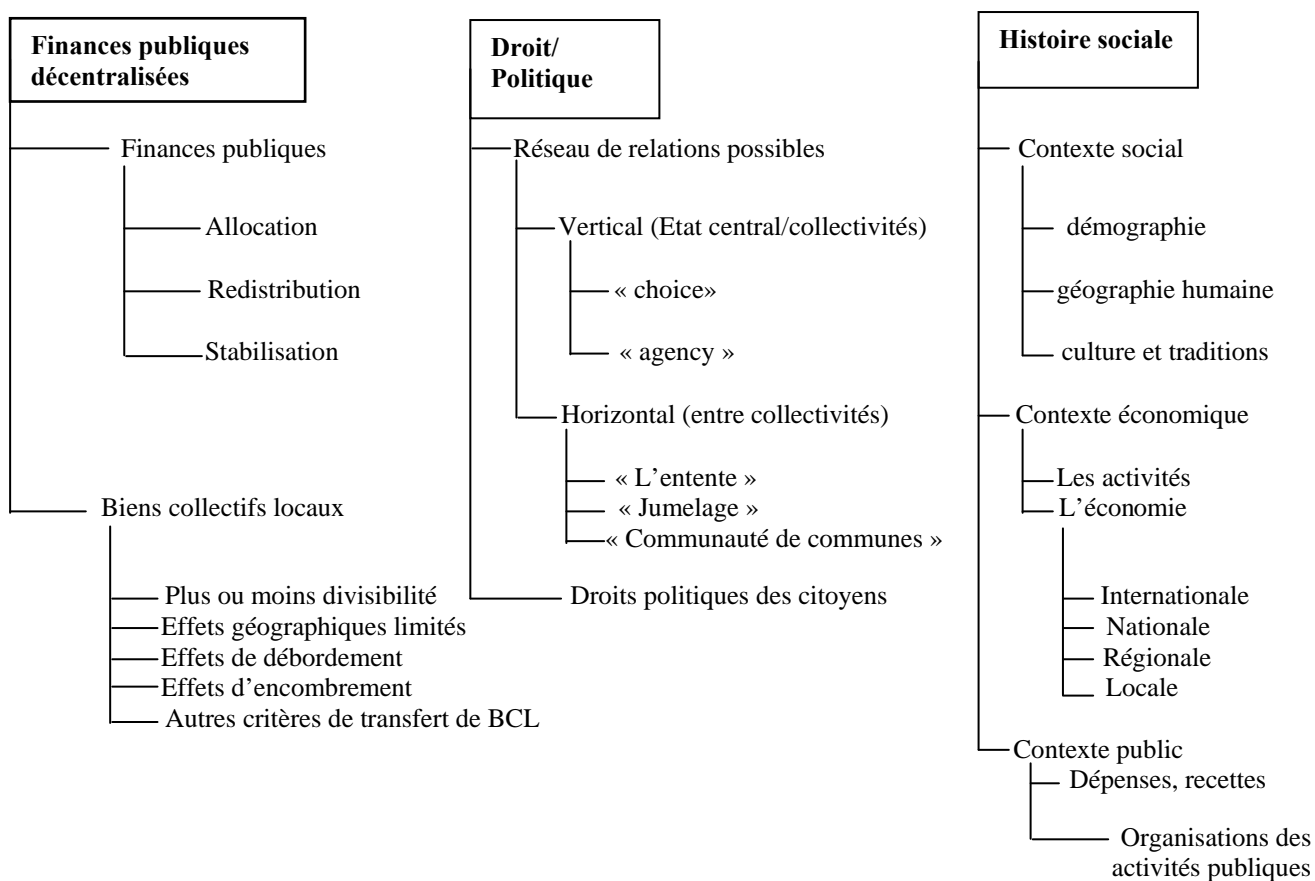 Finances publiques
décentralisées
Finances publiques
Allocation
Redistribution
Stabilisation
Biens collectifs locaux
Plus ou moins divisibilité
Effets géographiques limités
Effets de débordement
Effets d'encombrement
Autres critères de transfert de BCL
Droit/
Politique
Réseau de relations possibles
Vertical (Etat central/collectivités)
« choice»
« agency »
Horizontal (entre collectivités)
« L'entente »
« Jumelage »
« Communauté de communes »
Droits politiques des citoyens
Histoire sociale
Contexte social
démographie
géographie humaine
culture et traditions
Contexte économique
Les activités
L'économie
Internationale
Nationale
Régionale
Locale
Contexte public
Dépenses, recettes
Organisations des
activités publiques